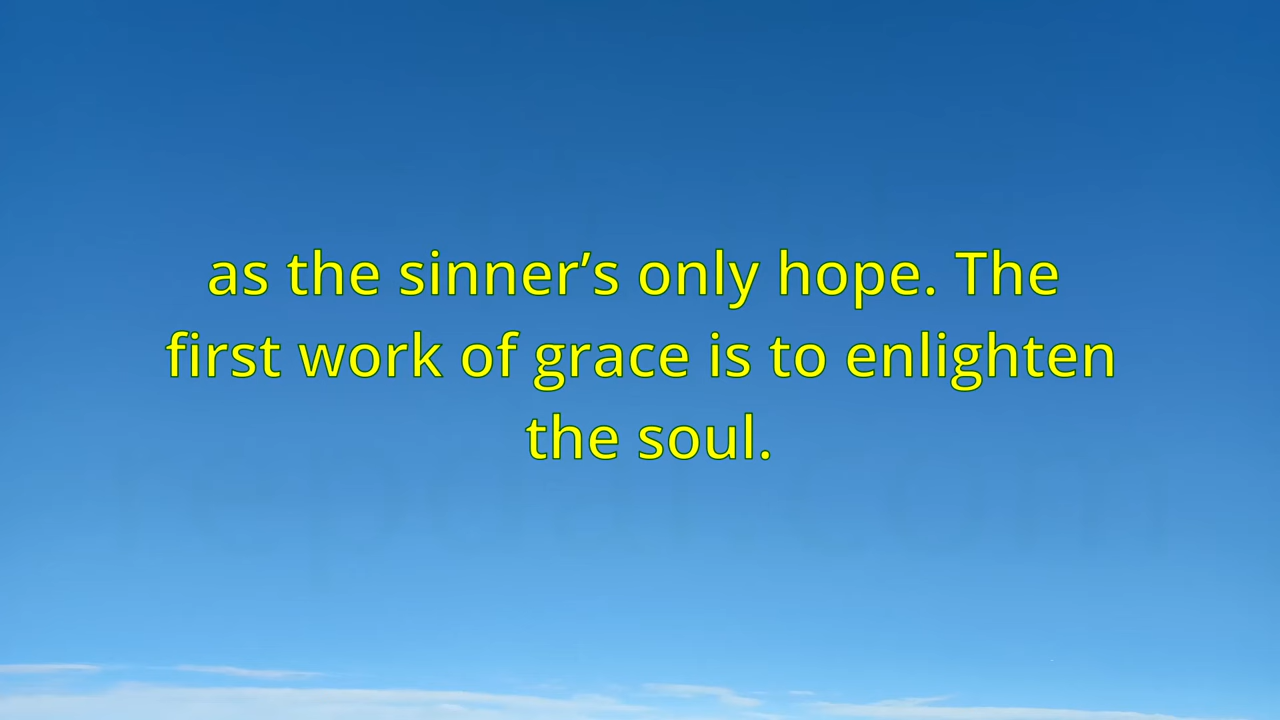 as the sinner’s only hope. The
first work of grace is to enlighten
the soul.